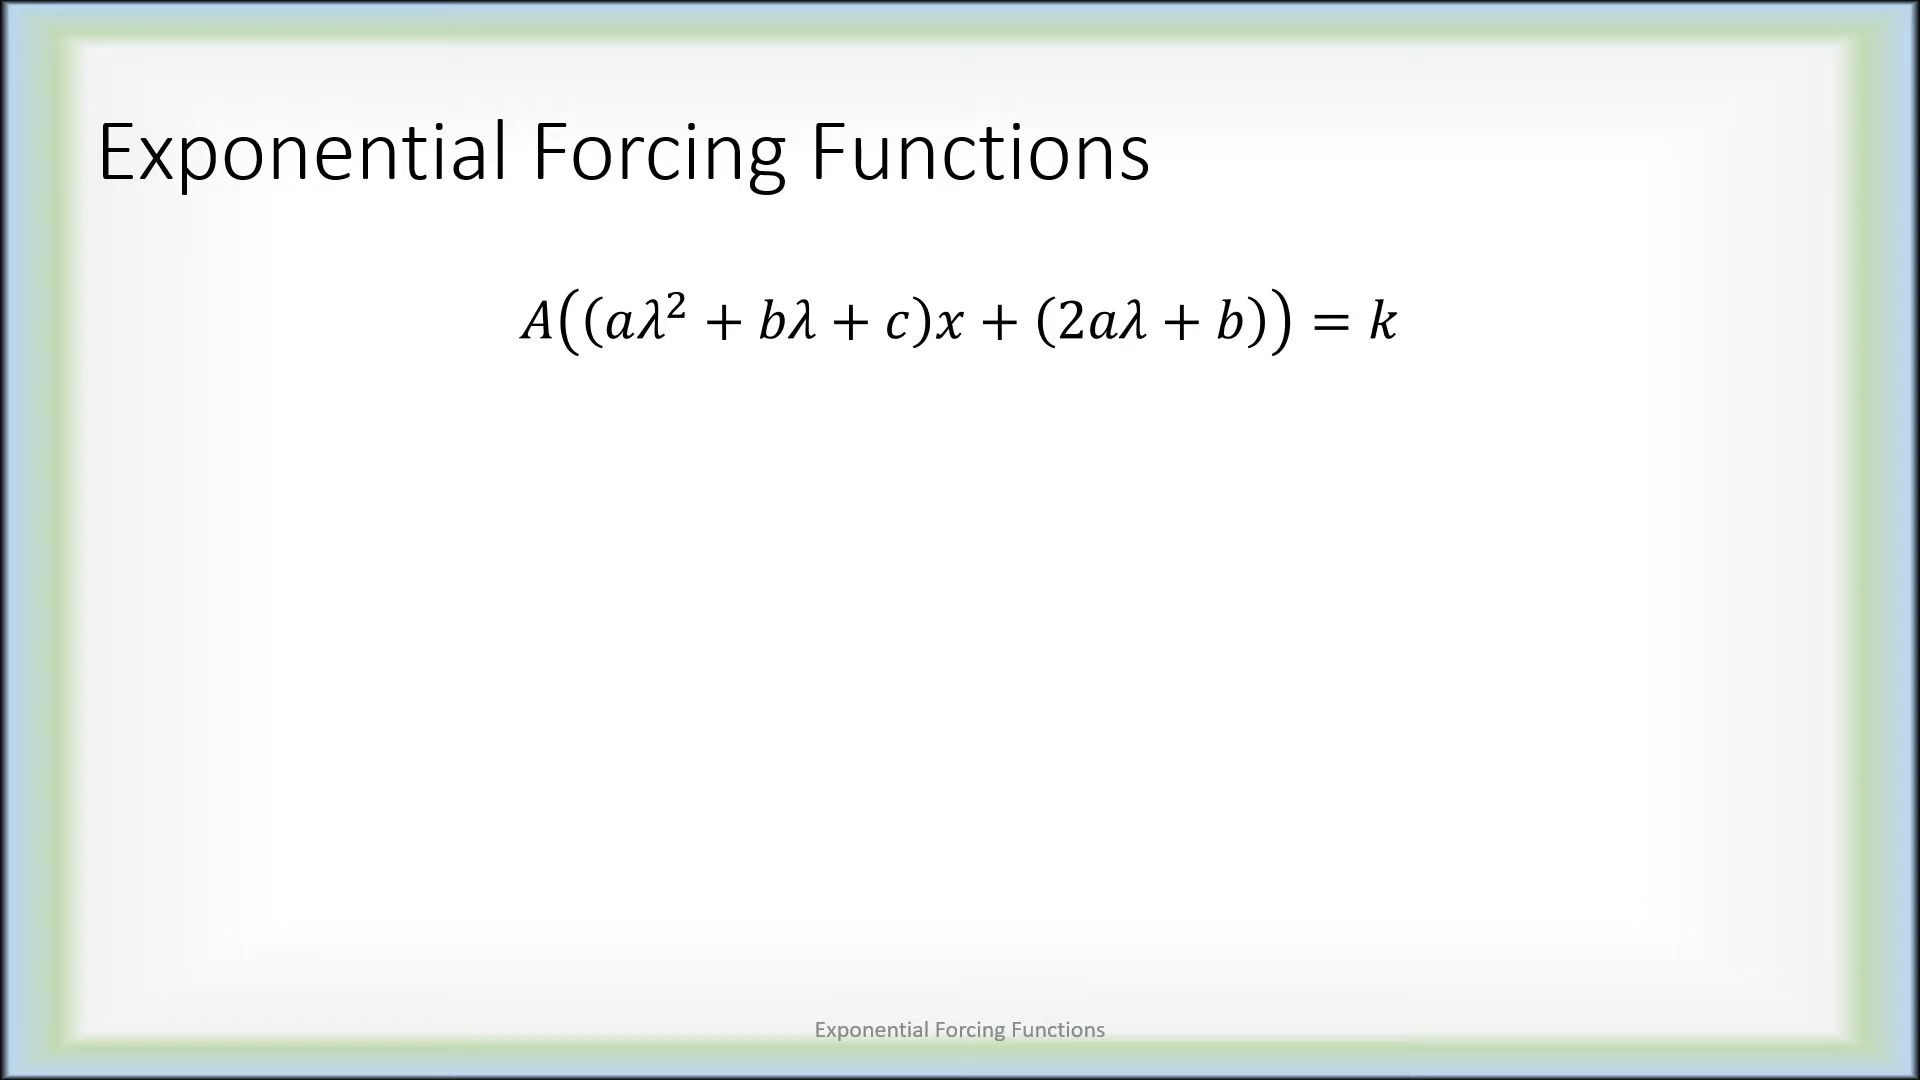 Exponential Forcing Functions
𝐴((𝑎𝜆² + 𝑏𝜆 + 𝑐)𝑥 + (2𝑎𝜆 + 𝑏)) = 𝑘
Exponential Forcing Functions